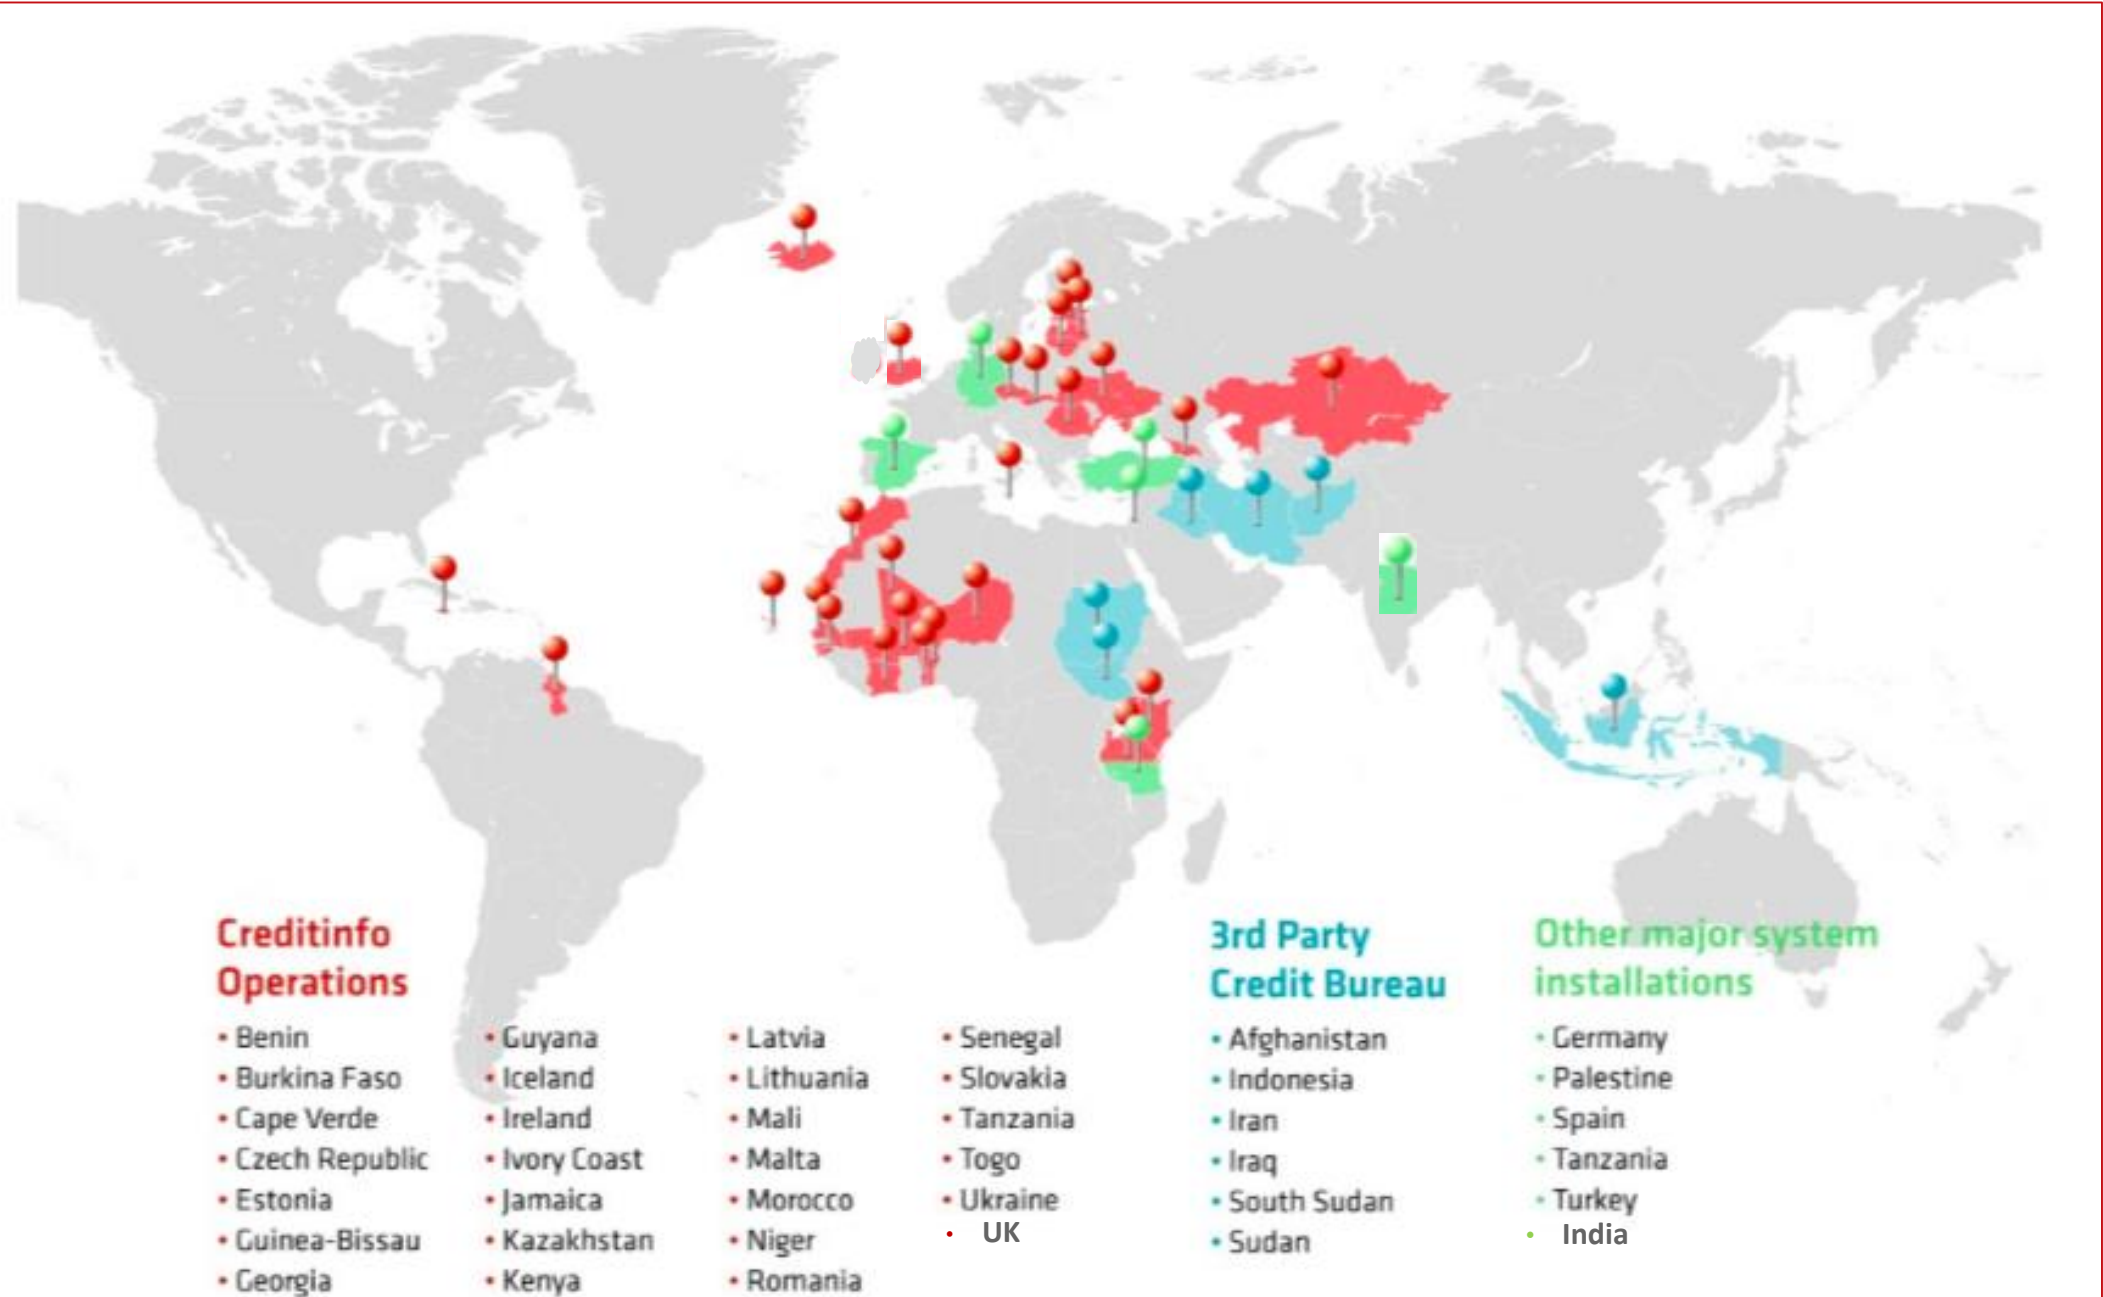 Creditinfo
Operations
• Benin
• Burkina Faso
• Cape Verde
• Czech Republic
• Estonia
• Guinea-Bissau
• Georgia
• Guyana
• Iceland
• Ireland
• Ivory Coast
• Jamaica
• Kazakhstan
• Kenya
• Latvia
• Lithuania
• Mali
• Malta
• Morocco
• Niger
• Romania
• Senegal
• Slovakia
• Tanzania
• Togo
• Ukraine
• UK
3rd Party
Credit Bureau
• Afghanistan
• Indonesia
• Iran
• Iraq
• South Sudan
• Sudan
Other major system
installations
• Germany
• Palestine
• Spain
• Tanzania
• Turkey
• India